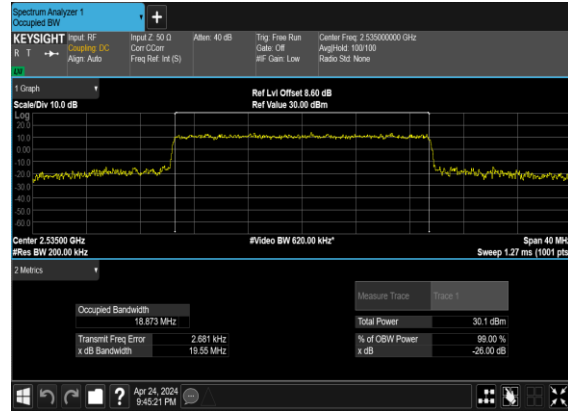 Spectrum Analyzer 1
Occupied BW
+
KEYSIGHT
R T
Input: RF
Coupling: DC
Align: Auto
Input Z: 50 Ω
Corr CCorr
Freq Ref: Int (S)
Atten: 40 dB
Trig: Free Run
Gate: Off
#IF Gain: Low
Center Freq: 2.535000000 GHz
Avg|Hold: 100/100
Radio Std: None
1 Graph
Scale/Div 10.0 dB
Ref Lvl Offset 8.60 dB
Ref Value 30.00 dBm
Log
20.0
10.0
0.00
-10.0
-20.0
-30.0
-40.0
-50.0
-60.0
Center 2.53500 GHz
#Res BW 200.00 kHz
#Video BW 620.00 kHz*
Span 40 MHz
Sweep 1.27 ms (1001 pts)
2 Metrics
Measure Trace Trace 1
Occupied Bandwidth
18.873 MHz
Total Power 30.1 dBm
Transmit Freq Error 2.681 kHz
% of OBW Power 99.00 %
x dB Bandwidth 19.55 MHz
x dB -26.00 dB
?
Apr 24, 2024
9:45:21 PM